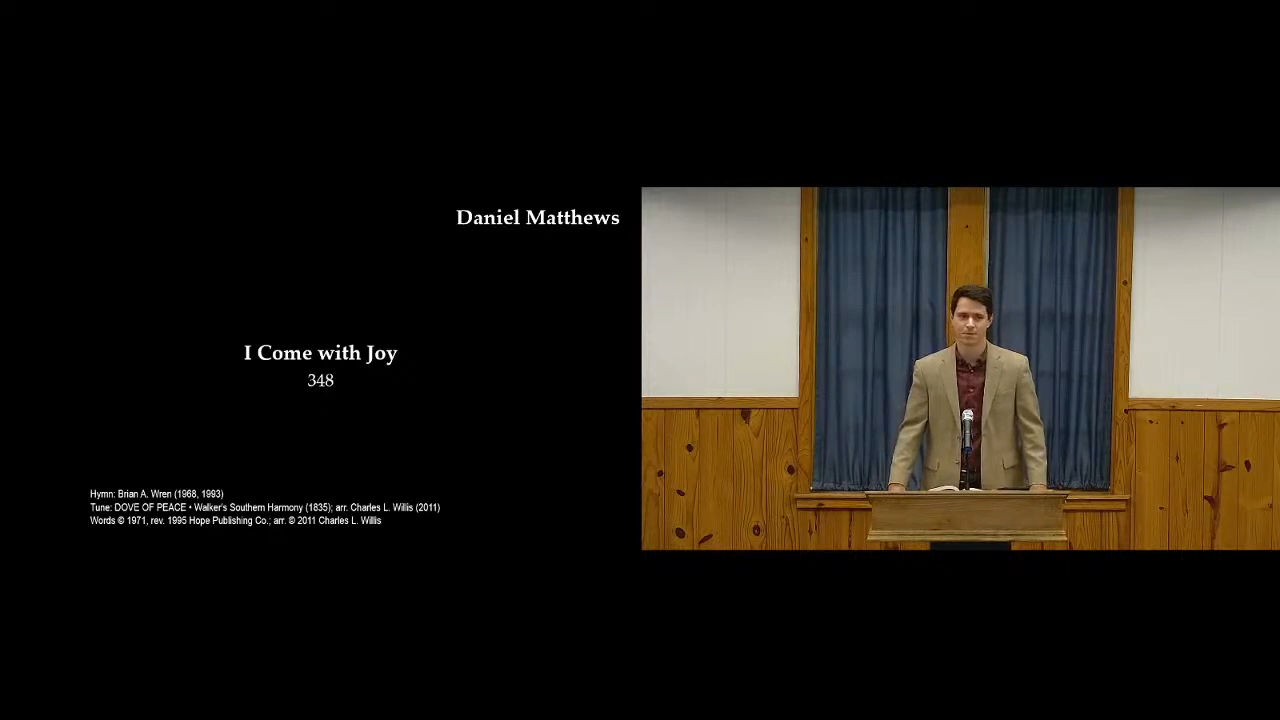 Daniel Matthews
I Come with Joy
348
Hymn: Brian A. Wren (1968, 1993)
Tune: DOVE OF PEACE • Walker's Southern Harmony (1835); arr. Charles L. Willis (2011)
Words © 1971, rev. 1995 Hope Publishing Co.; arr. © 2011 Charles L. Willis